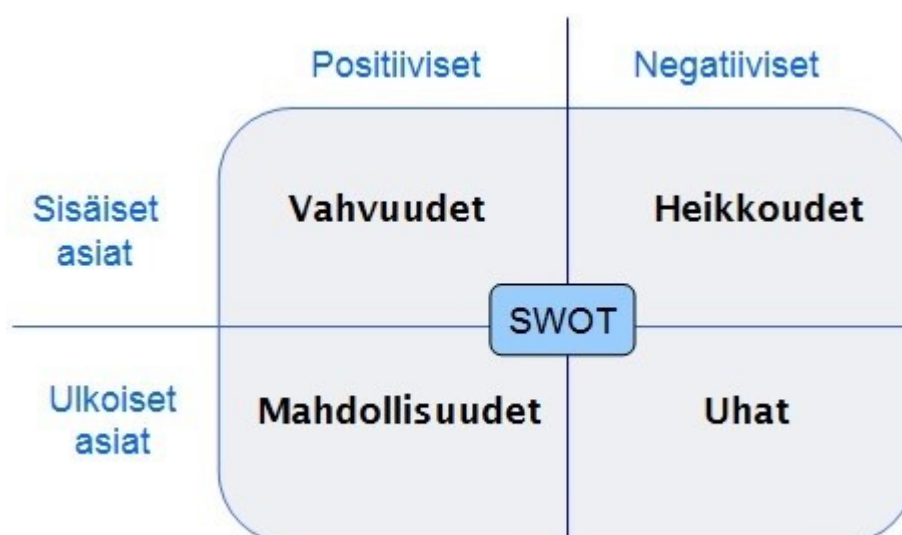 Positiiviset
Negatiiviset
Sisäiset
asiat
Vahvuudet
Heikkoudet
SWOT
Ulkoiset
asiat
Mahdollisuudet
Uhat